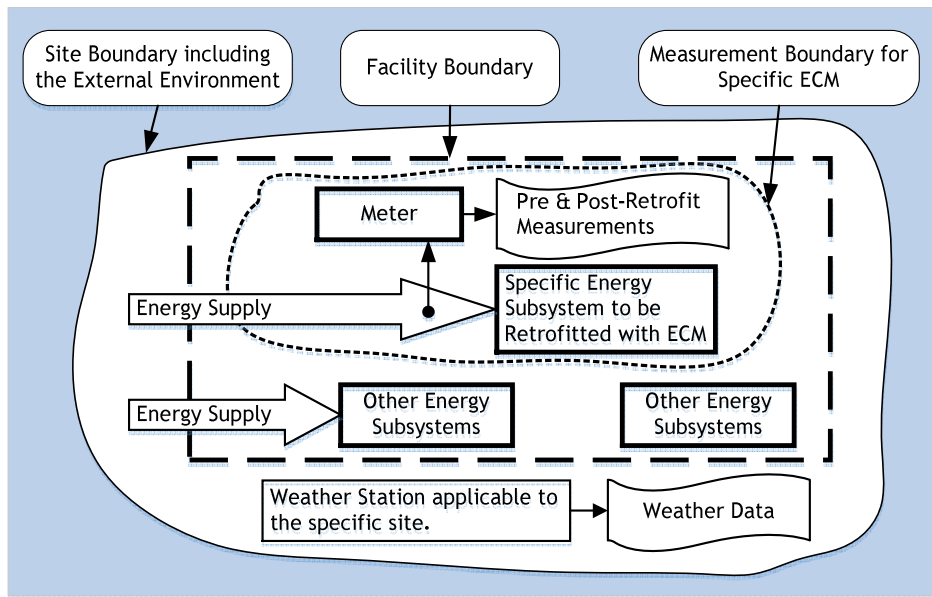 Site Boundary including
the External Environment
Facility Boundary
Measurement Boundary for
Specific ECM
Meter
Pre & Post-Retrofit
Measurements
Energy Supply
Specific Energy
Subsystem to be
Retrofitted with ECM
Energy Supply
Other Energy
Subsystems
Other Energy
Subsystems
Weather Station applicable to
the specific site.
Weather Data